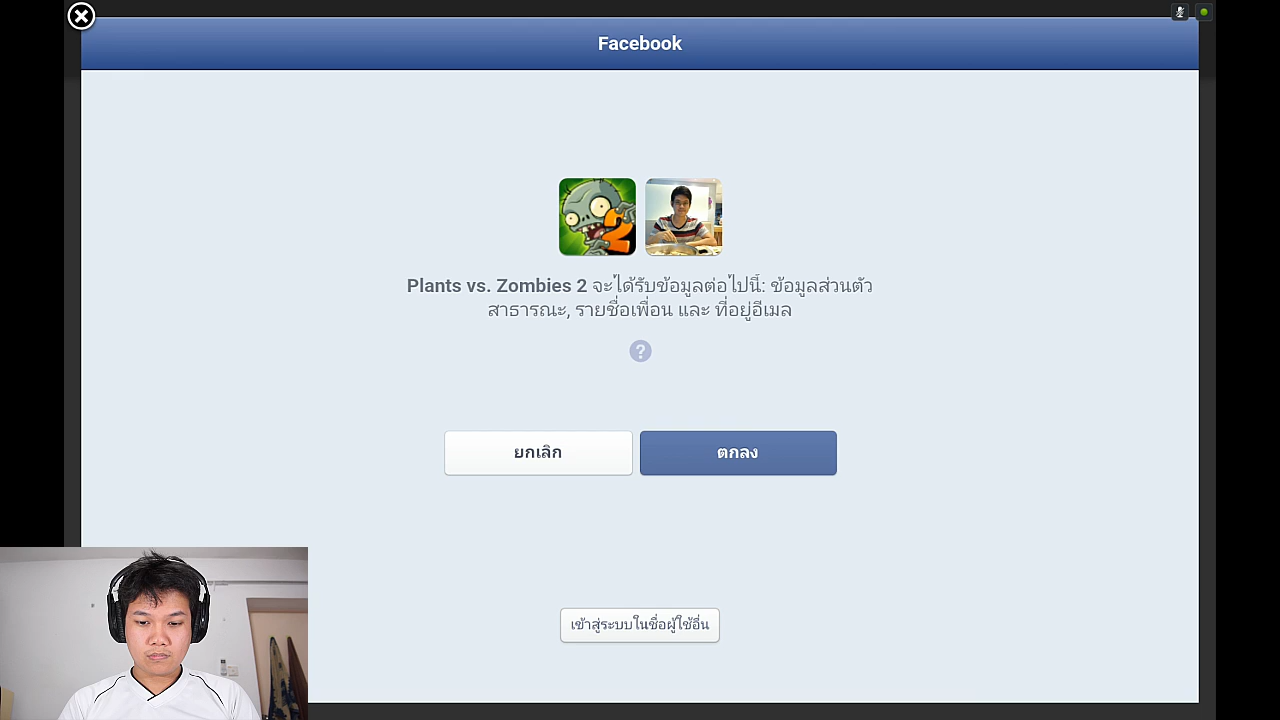 Facebook
2
Plants vs. Zombies 2 จะได้รับข้อมูลต่อไปนี้: ข้อมูลส่วนตัว
สาธารณะ, รายชื่อเพื่อน และ ที่อยู่อีเมล
?
ยกเลิก ตกลง
เข้าสู่ระบบในชื่อผู้ใช้อื่น